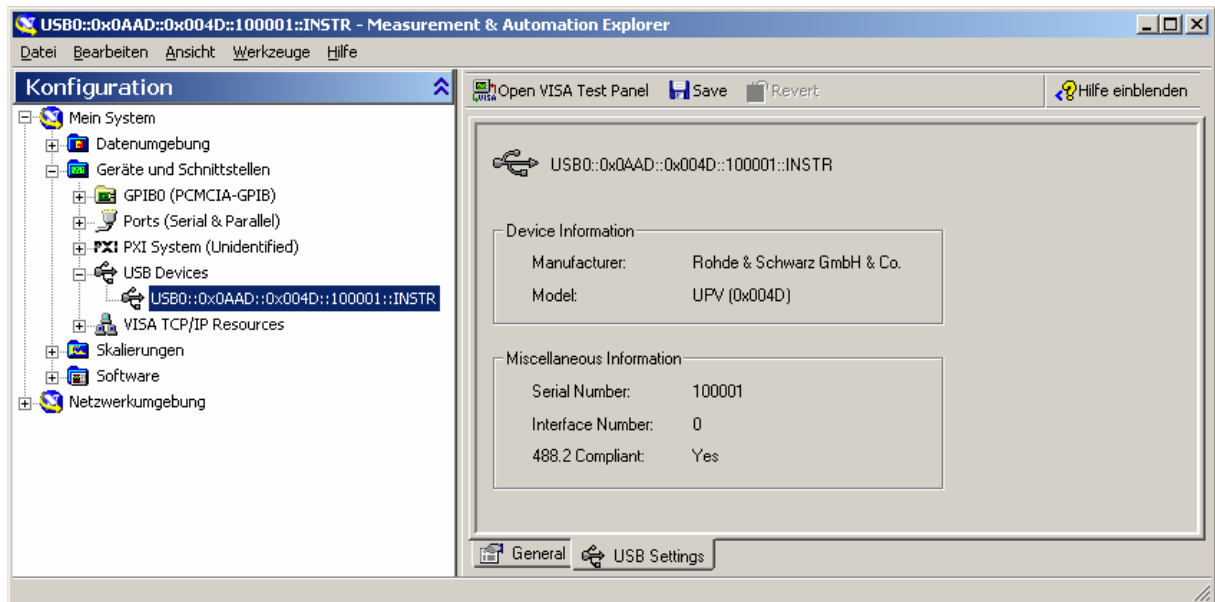 USB0::0x0AAD::0x004D::100001::INSTR - Measurement & Automation Explorer
Datei Bearbeiten Ansicht Werkzeuge Hilfe
Konfiguration
Mein System
Datenumgebung
Geräte und Schnittstellen
GPIB0 (PCMCIA-GPIB)
Ports (Serial & Parallel)
PXI PXI System (Unidentified)
USB Devices
USB0::0x0AAD::0x004D::100001::INSTR
VISA TCP/IP Resources
Skalierungen
Software
Netzwerkumgebung
VISA Open VISA Test Panel Save Revert Hilfe einblenden
USB0::0x0AAD::0x004D::100001::INSTR
Device Information
Manufacturer: Rohde & Schwarz GmbH & Co.
Model: UPV (0x004D)
Miscellaneous Information
Serial Number: 100001
Interface Number: 0
488.2 Compliant: Yes
General USB Settings